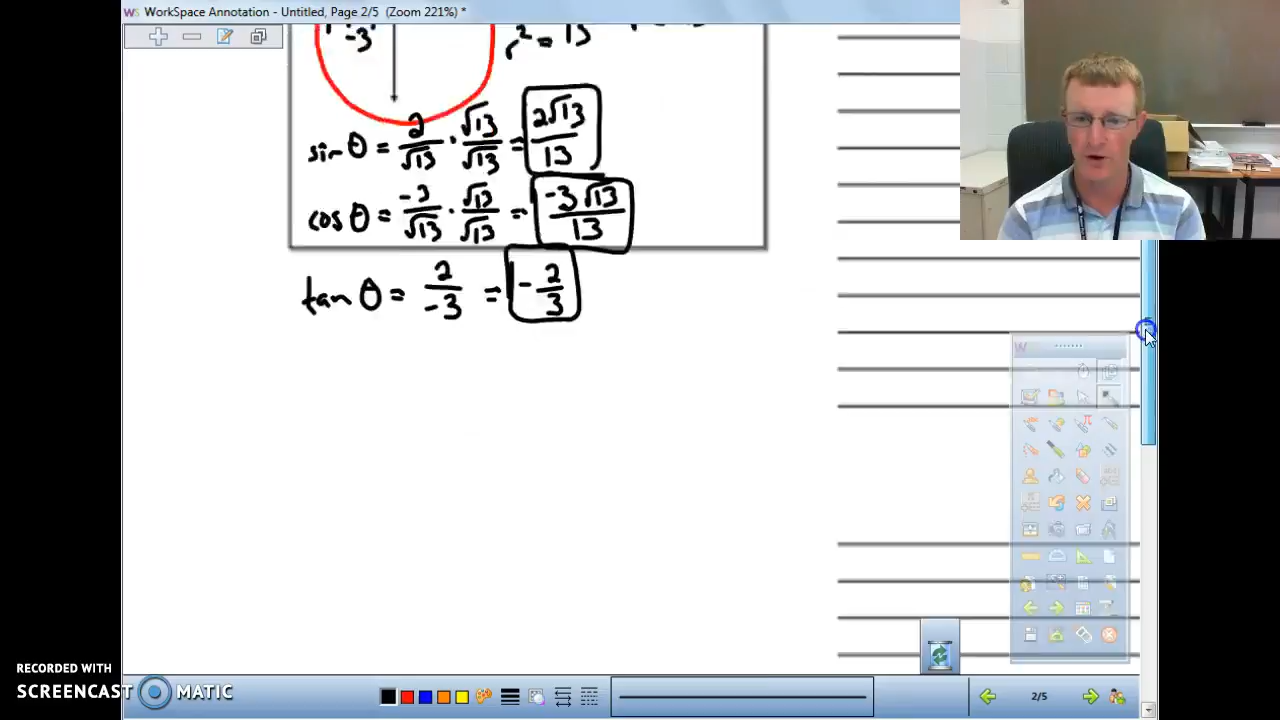 WorkSpace Annotation - Untitled, Page 2/5 (Zoom 221%) *
-3
r² = 13
sin θ = 2/√13 · √13/√13 = 2√13/13
cos θ = -3/√13 · √13/√13 = -3√13/13
tan θ = 2/-3 = -2/3
RECORDED WITH
SCREENCAST MATIC
2/5